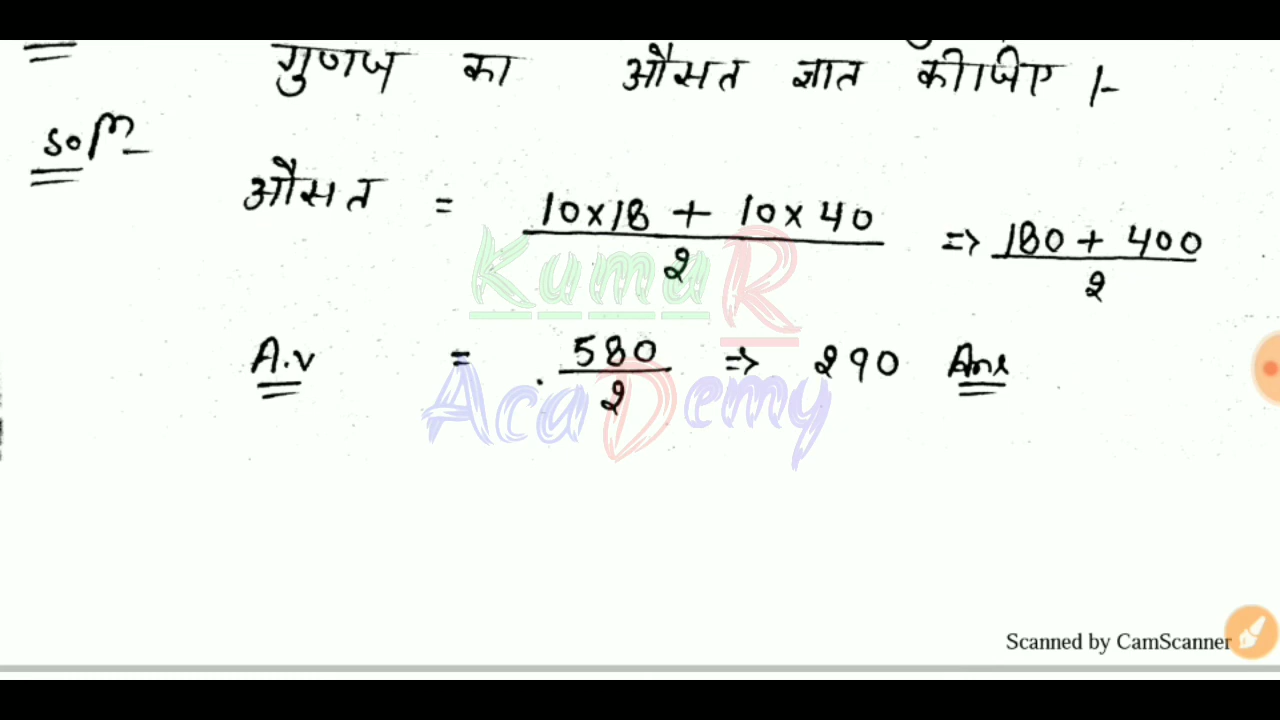 गुणज का औसत ज्ञात कीजिए ।-
Soln
औसत = 10×18 + 10×40 / 2 => 180 + 400 / 2
A.v = 580 / 2 => 290 Ans
KumaR
AcaDemy
Scanned by CamScanner